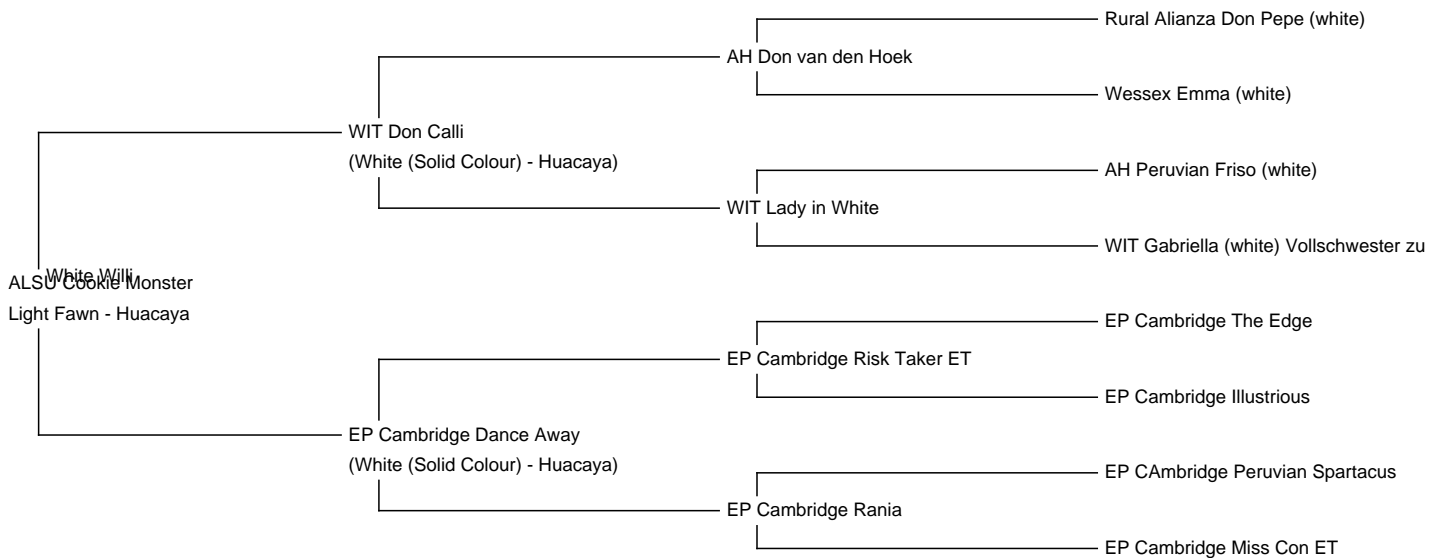 Rural Alianza Don Pepe (white)
AH Don van den Hoek
Wessex Emma (white)
WIT Don Calli
(White (Solid Colour) - Huacaya)
AH Peruvian Friso (white)
WIT Lady in White
WIT Gabriella (white) Vollschwester zu
White Willi
ALSU Cookie Monster
Light Fawn - Huacaya
EP Cambridge The Edge
EP Cambridge Risk Taker ET
EP Cambridge Illustrious
EP Cambridge Dance Away
(White (Solid Colour) - Huacaya)
EP CAmbridge Peruvian Spartacus
EP Cambridge Rania
EP Cambridge Miss Con ET